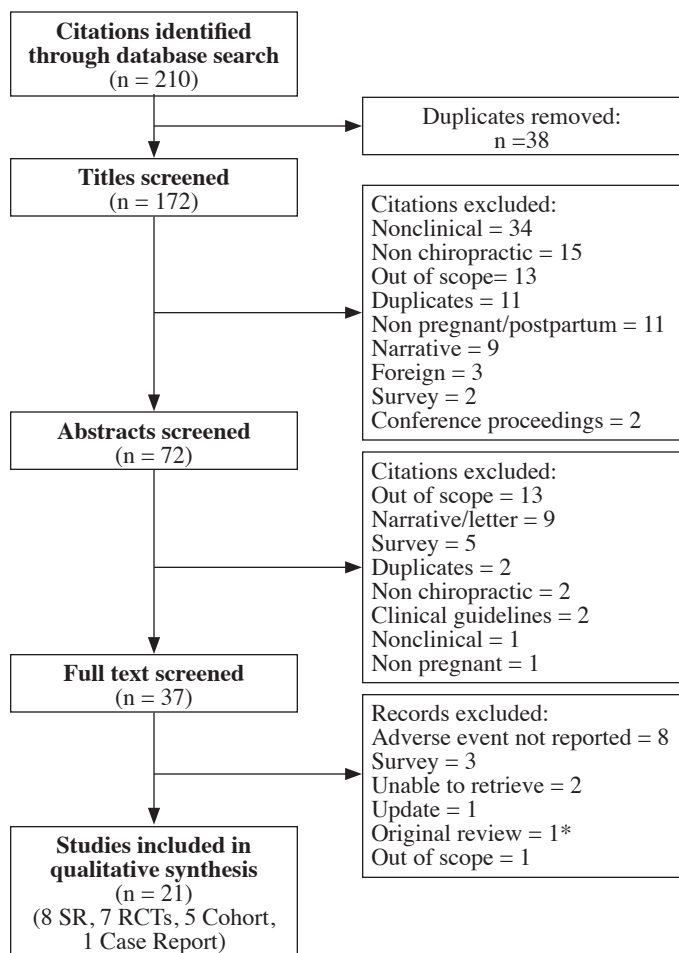 Citations identified
through database search
(n = 210)
Duplicates removed:
n =38
Titles screened
(n = 172)
Citations excluded:
Nonclinical = 34
Non chiropractic = 15
Out of scope= 13
Duplicates = 11
Non pregnant/postpartum = 11
Narrative = 9
Foreign = 3
Survey = 2
Conference proceedings = 2
Abstracts screened
(n = 72)
Citations excluded:
Out of scope = 13
Narrative/letter = 9
Survey = 5
Duplicates = 2
Non chiropractic = 2
Clinical guidelines = 2
Nonclinical = 1
Non pregnant = 1
Full text screened
(n = 37)
Records excluded:
Adverse event not reported = 8
Survey = 3
Unable to retrieve = 2
Update = 1
Original review = 1*
Out of scope = 1
Studies included in
qualitative synthesis
(n = 21)
(8 SR, 7 RCTs, 5 Cohort,
1 Case Report)